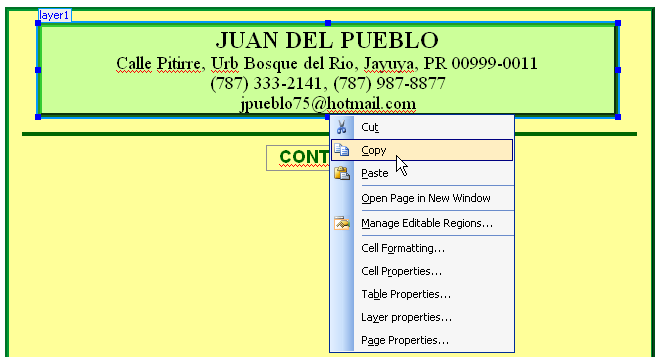 layer1
JUAN DEL PUEBLO
Calle Pitirre, Urb Bosque del Rio, Jayuya, PR 00999-0011
(787) 333-2141, (787) 987-8877
jpueblo75@hotmail.com
CONT
Cut
Copy
Paste
Open Page in New Window
Manage Editable Regions...
Cell Formatting...
Cell Properties...
Table Properties...
Layer properties...
Page Properties...